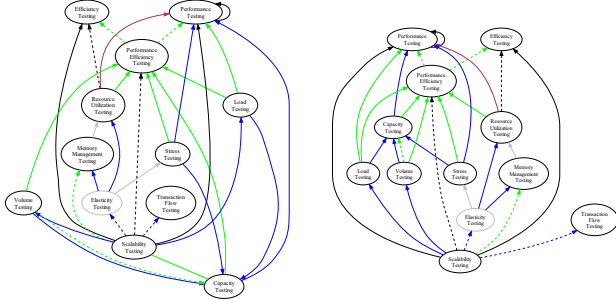 Efficiency
Testing
Performance
Testing
Performance
Efficiency
Testing
Resource
Utilization
Testing
Load
Testing
Memory
Management
Testing
Stress
Testing
Volume
Testing
Elasticity
Testing
Transaction
Flow
Testing
Scalability
Testing
Capacity
Testing
Performance
Testing
Efficiency
Testing
Performance
Efficiency
Testing
Capacity
Testing
Resource
Utilization
Testing
Load
Testing
Volume
Testing
Stress
Testing
Memory
Management
Testing
Elasticity
Testing
Transaction
Flow
Testing
Scalability
Testing